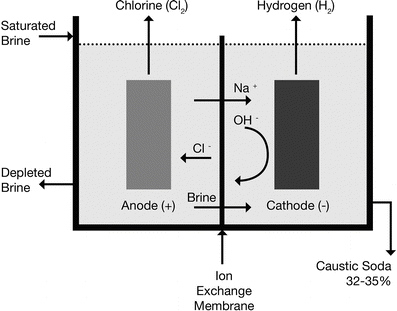 Chlorine (Cl₂)
Hydrogen (H₂)
Saturated
Brine
Na ⁺
OH ⁻
Cl ⁻
Depleted
Brine
Brine
Anode (+)
Cathode (-)
Ion
Exchange
Membrane
Caustic Soda
32-35%